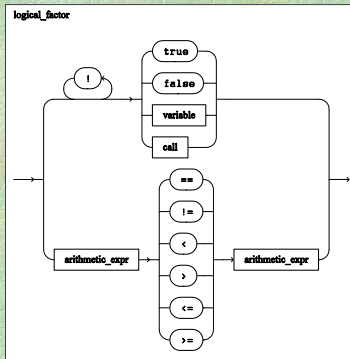 logical_factor
!
true
false
variable
call
==
!=
<
arithmetic_expr > arithmetic_expr
<=
>=